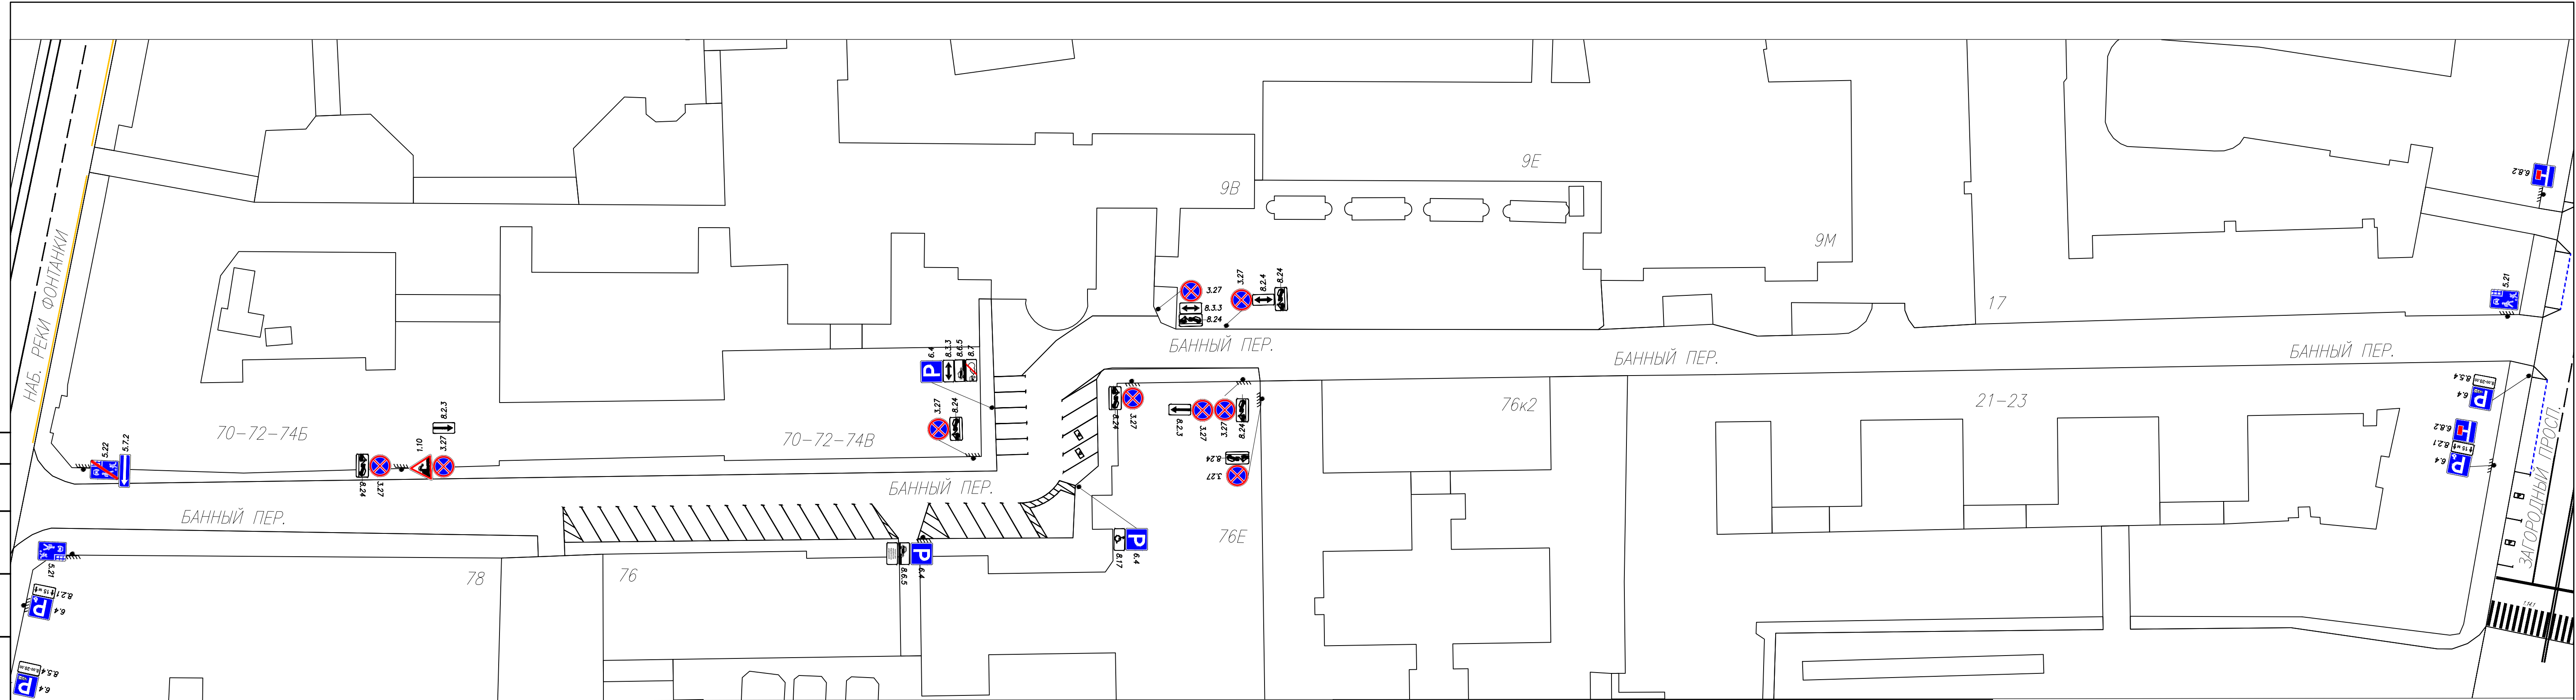 НАБ. РЕКИ ФОНТАНКИ
9В
9Е
9М
17
6.8.2
5.21
3.27
8.3.3
8.24
3.27
8.2.4
8.24
БАННЫЙ ПЕР.
БАННЫЙ ПЕР.
БАННЫЙ ПЕР.
P
6.4
8.3.3
8.6.5
8.7
3.27
8.24
70-72-74Б
70-72-74В
5.22
5.7.2
8.24
3.27
1.10
3.27
8.2.3
8.24
3.27
8.2.3
3.27
3.27
8.24
8.24
3.27
76к2
21-23
8.5.4
P
6.4
6.8.2
8.2.1
15 м
P
6.4
ЗАГОРОДНЫЙ ПРОСП.
БАННЫЙ ПЕР.
БАННЫЙ ПЕР.
5.21
8.2.1
15 м
P
6.4
8.5.4
P
6.4
78
76
8.6.5
P
6.4
8.17
P
6.4
76Е